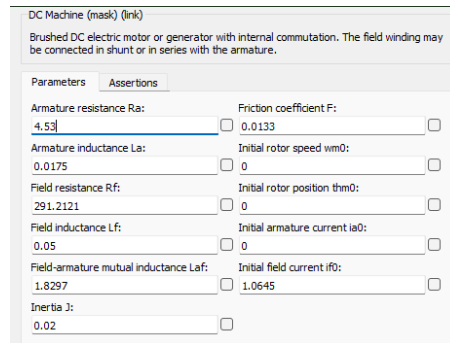 DC Machine (mask) (link)
Brushed DC electric motor or generator with internal commutation. The field winding may
be connected in shunt or in series with the armature.
Parameters Assertions
Armature resistance Ra: Friction coefficient F:
4.53 0.0133
Armature inductance La: Initial rotor speed wm0:
0.0175 0
Field resistance Rf: Initial rotor position thm0:
291.2121 0
Field inductance Lf: Initial armature current ia0:
0.05 0
Field-armature mutual inductance Laf: Initial field current if0:
1.8297 1.0645
Inertia J:
0.02